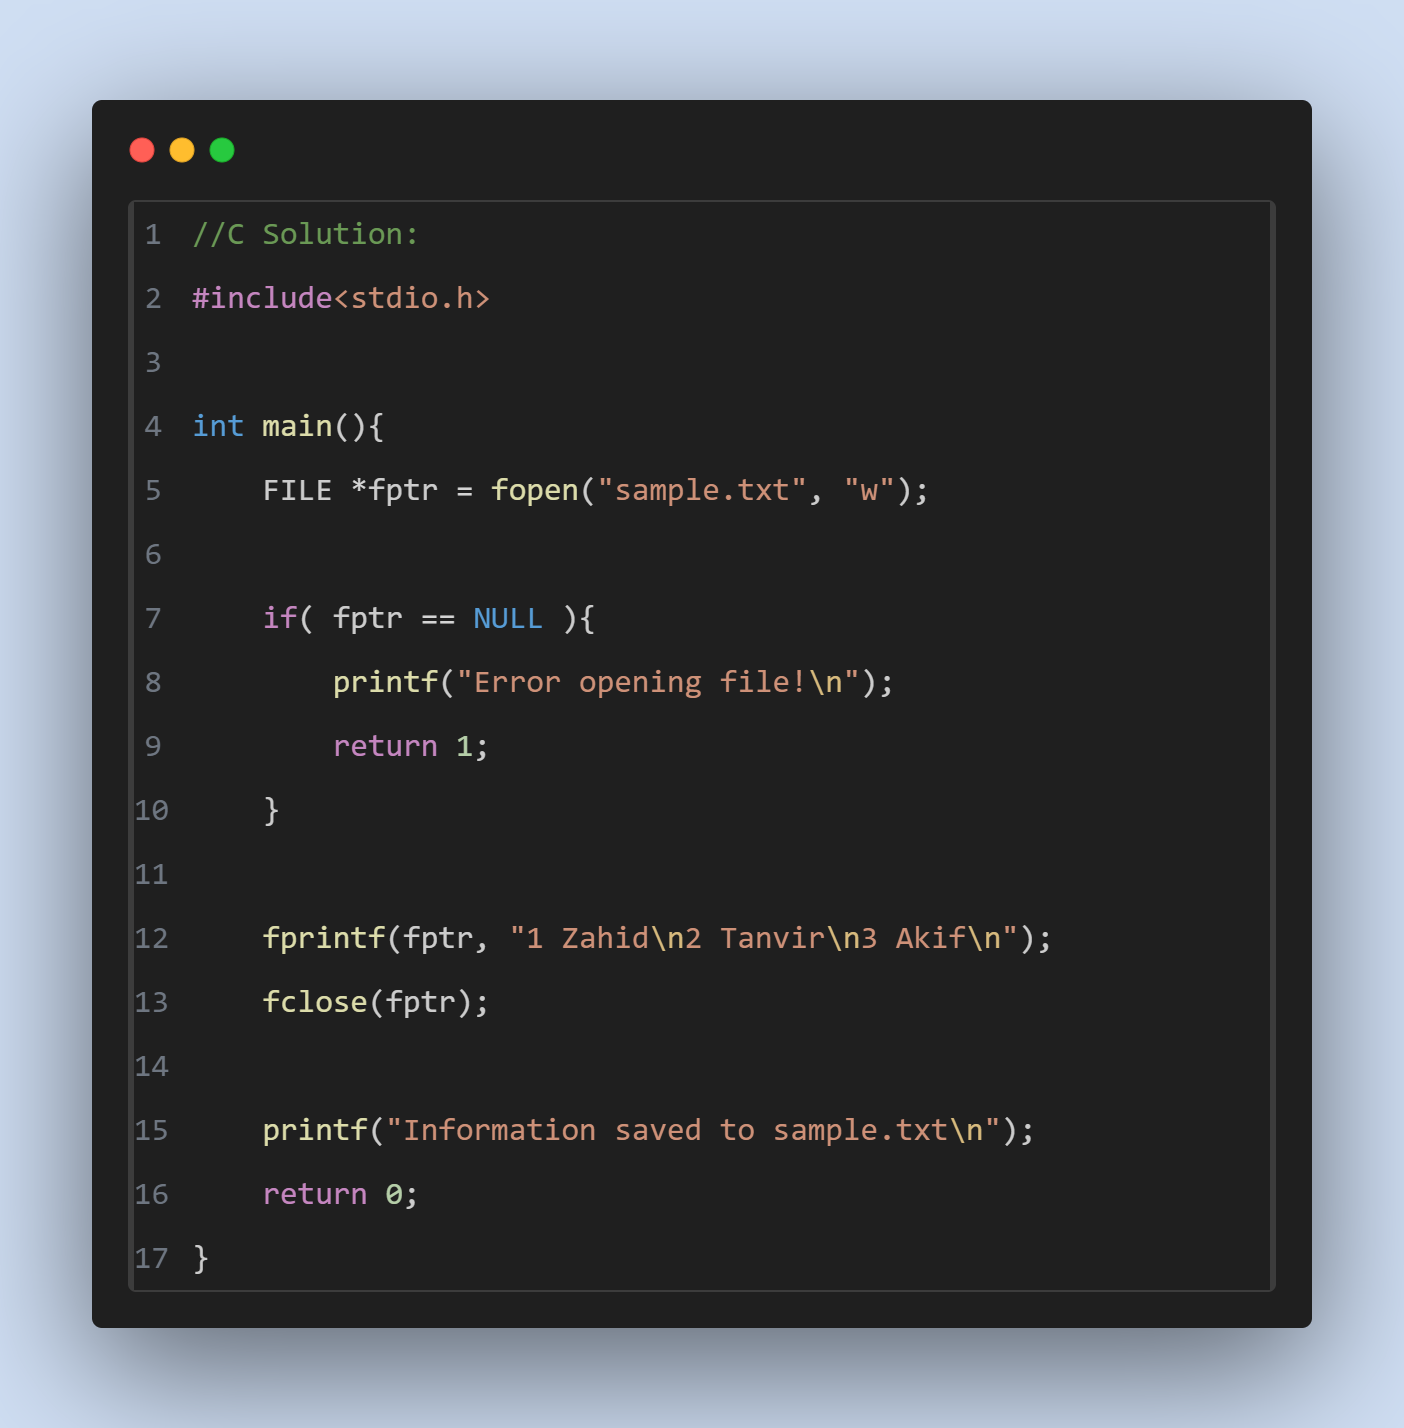 1 //C Solution:
2 #include<stdio.h>
3
4 int main(){
5     FILE *fptr = fopen("sample.txt", "w");
6
7     if( fptr == NULL ){
8         printf("Error opening file!\n");
9         return 1;
10     }
11
12     fprintf(fptr, "1 Zahid\n2 Tanvir\n3 Akif\n");
13     fclose(fptr);
14
15     printf("Information saved to sample.txt\n");
16     return 0;
17 }